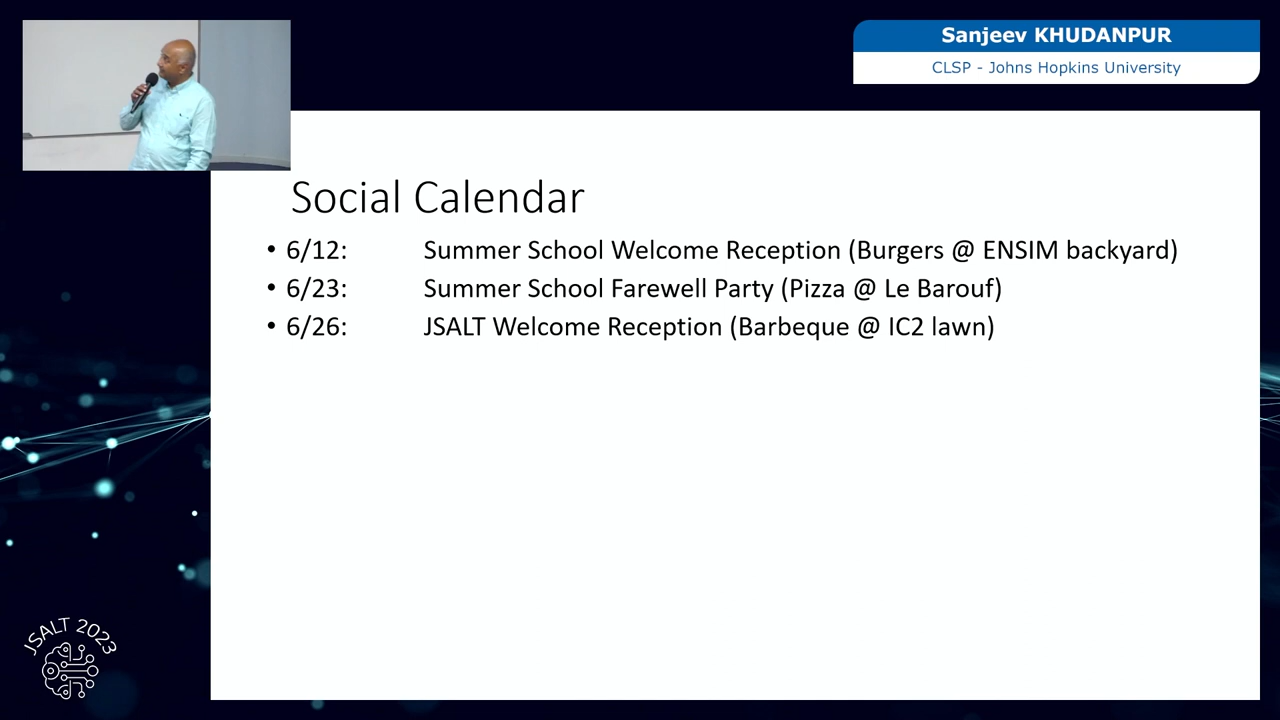 Sanjeev KHUDANPUR
CLSP - Johns Hopkins University
Social Calendar
• 6/12: Summer School Welcome Reception (Burgers @ ENSIM backyard)
• 6/23: Summer School Farewell Party (Pizza @ Le Barouf)
• 6/26: JSALT Welcome Reception (Barbeque @ IC2 lawn)
JSALT 2023